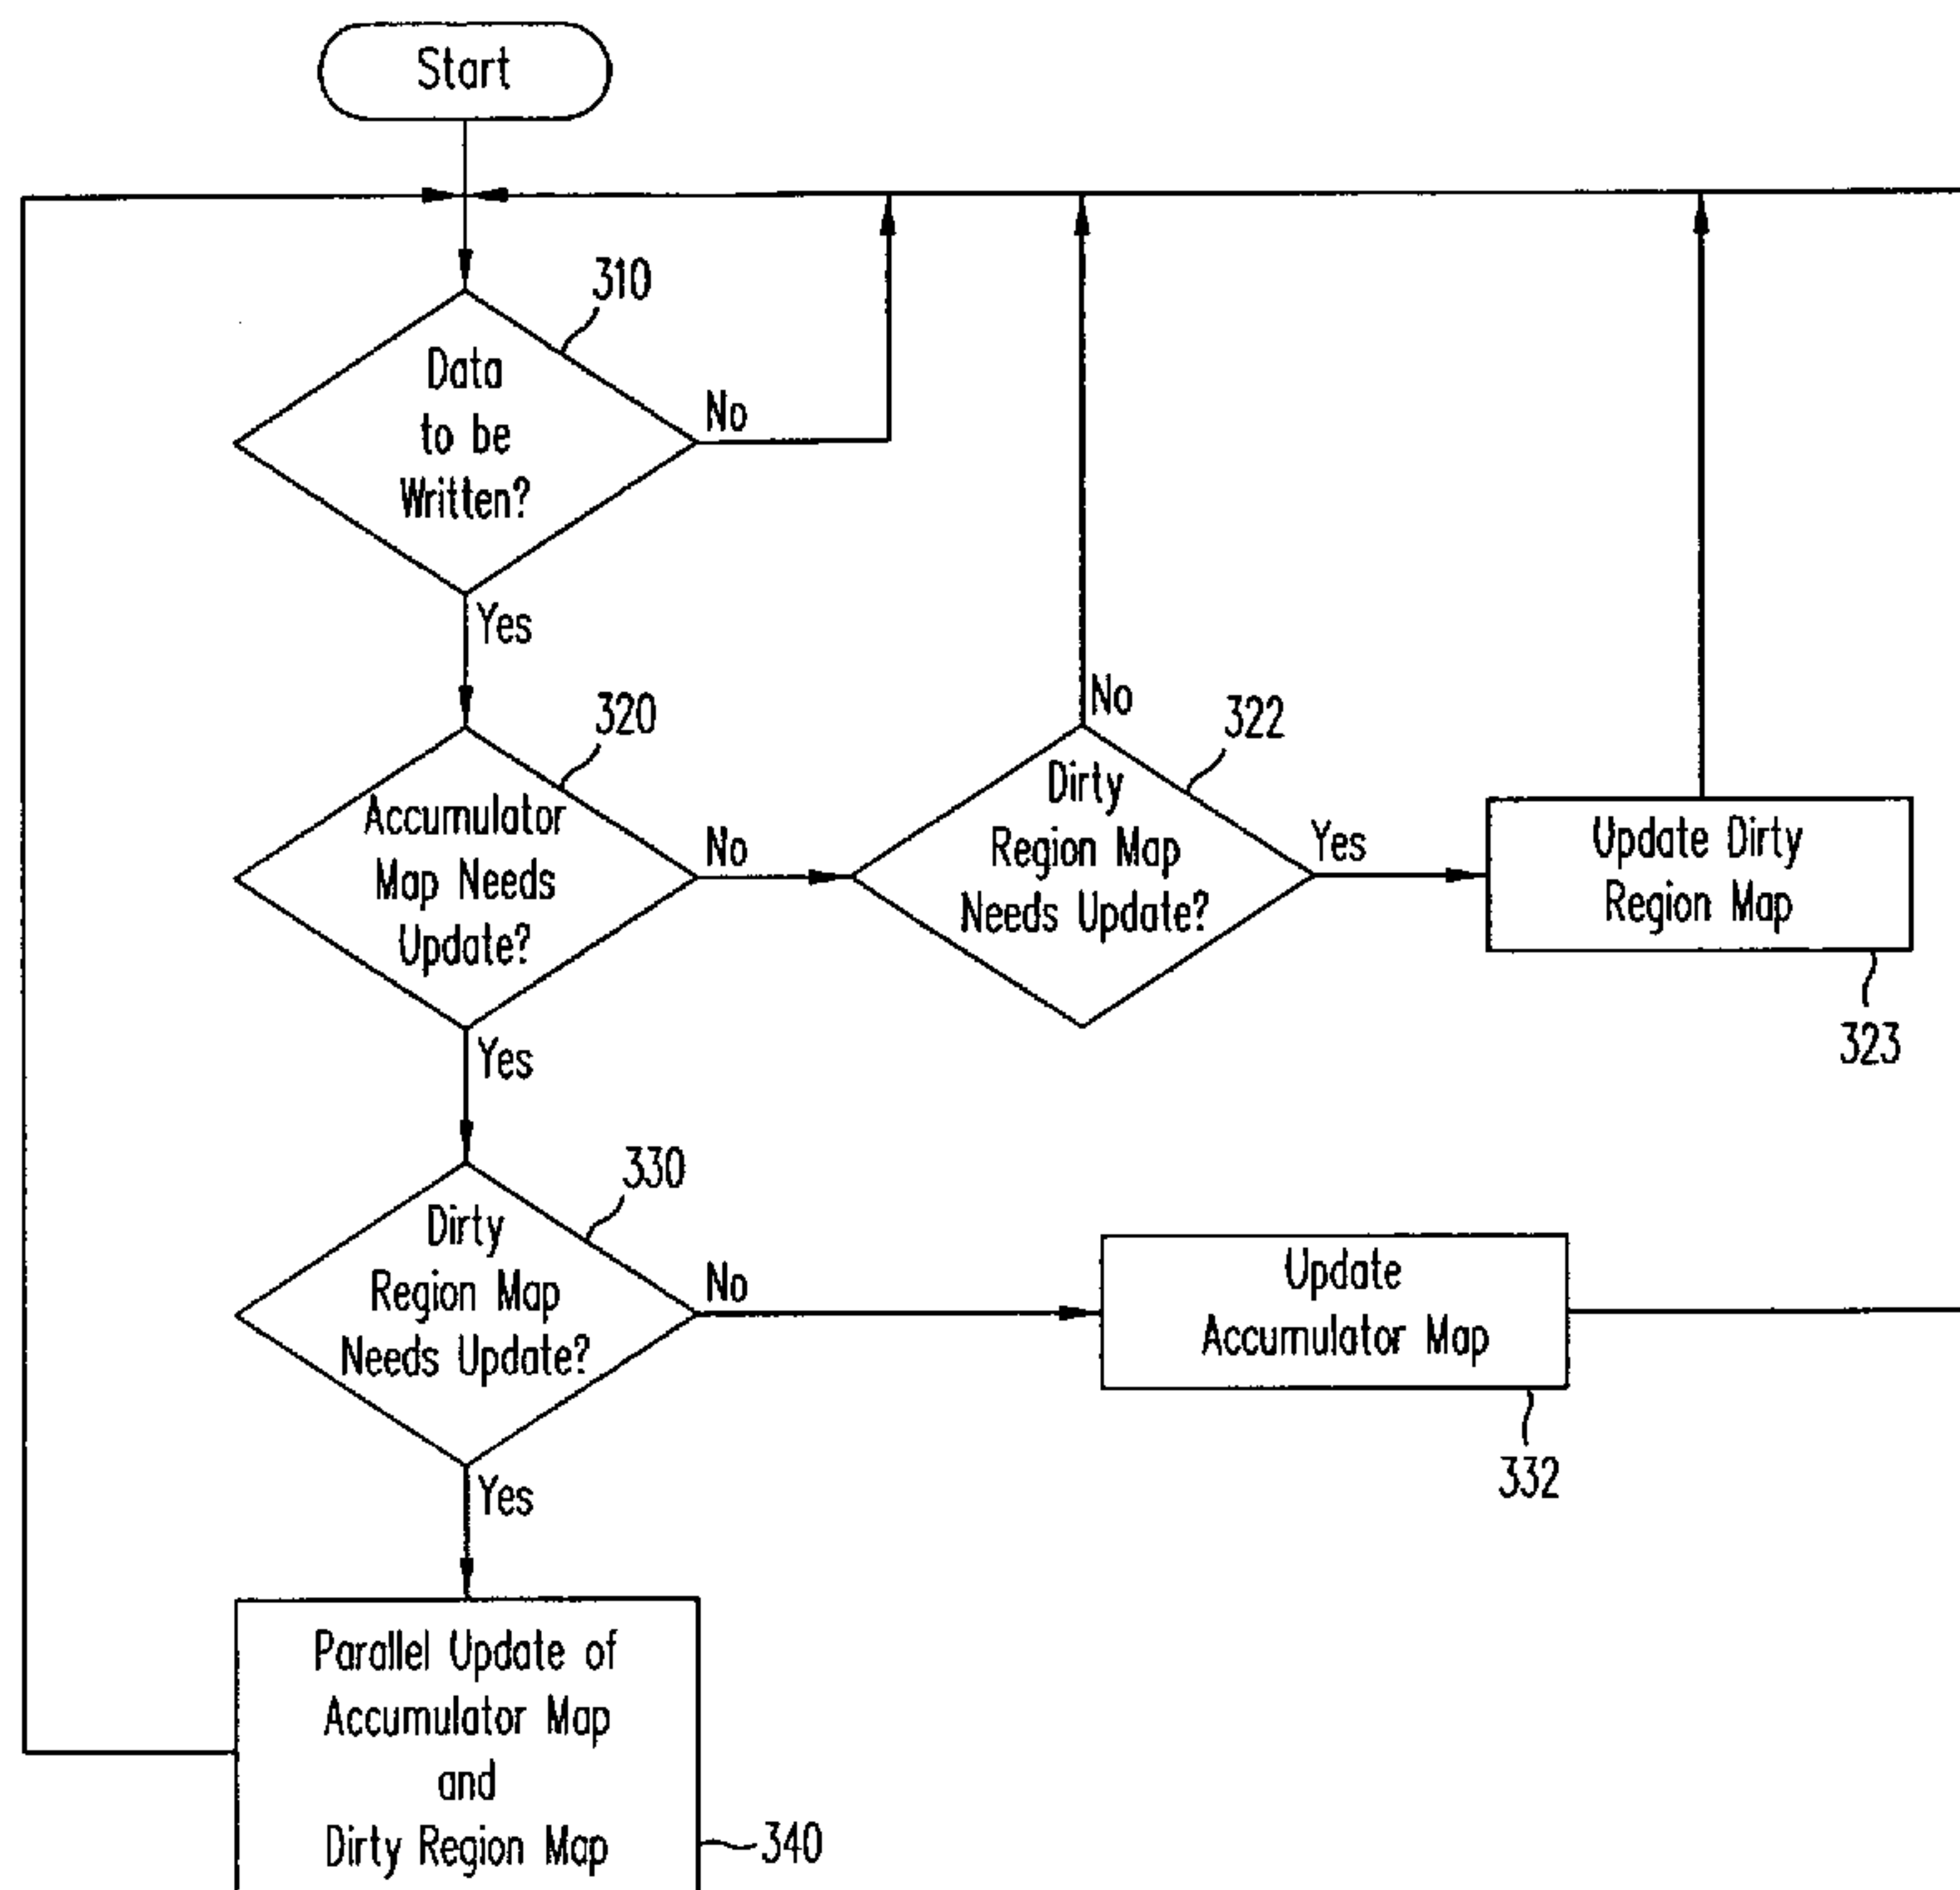 Start
310
Data
to be
Written?
No
Yes
320
Accumulator
Map Needs
Update?
No
Yes
No
322
Dirty
Region Map
Needs Update?
Yes
Update Dirty
Region Map
323
330
Dirty
Region Map
Needs Update?
No
Yes
Update
Accumulator Map
332
Parallel Update of
Accumulator Map
and
Dirty Region Map
340